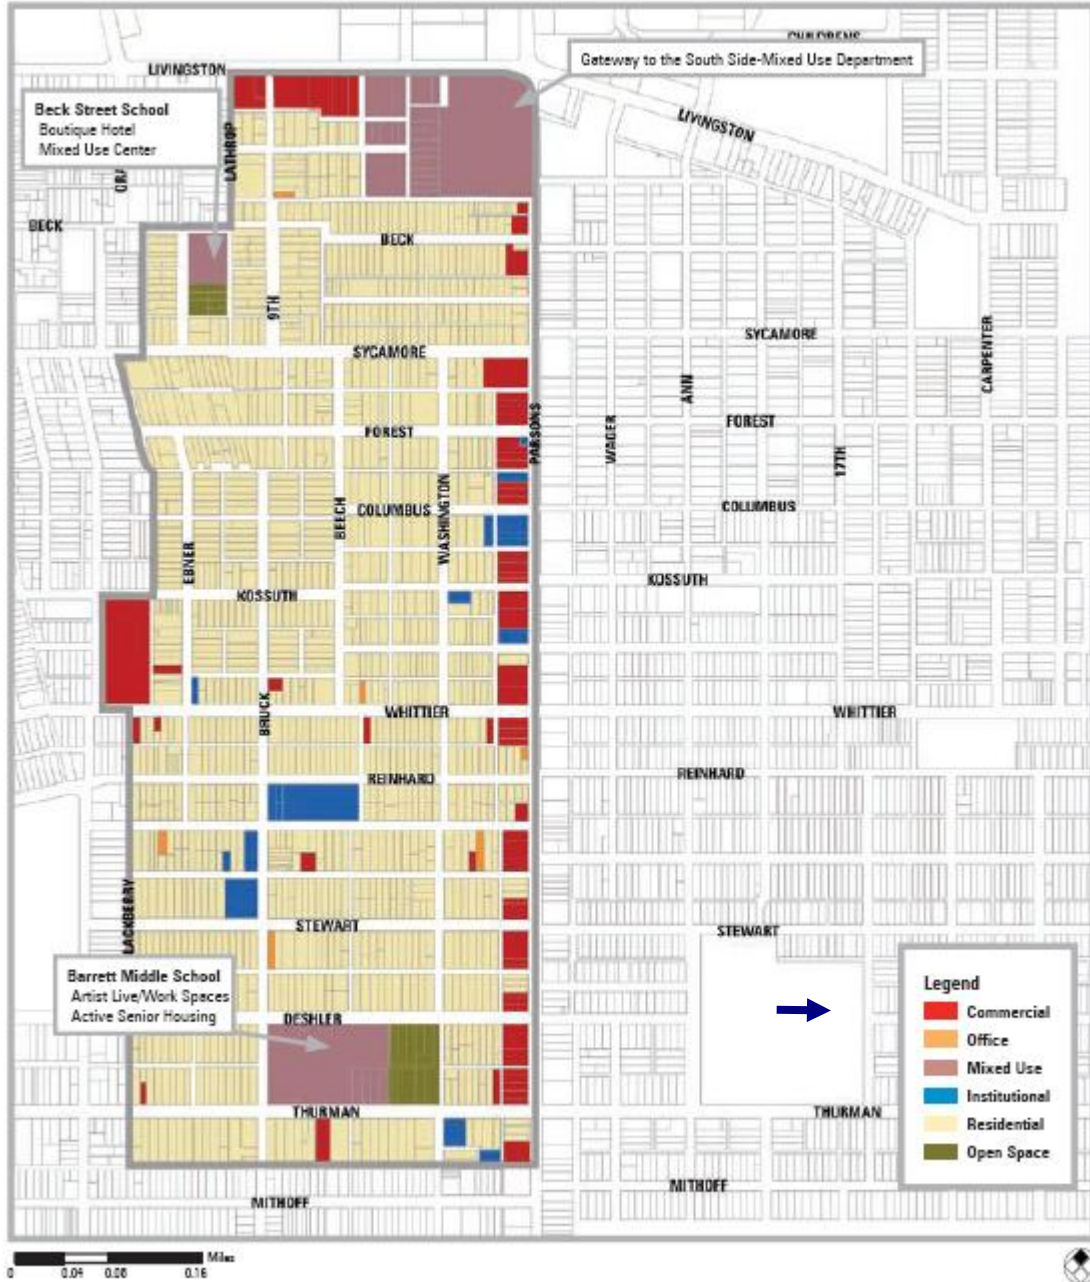 CHILDRENS
LIVINGSTON
Gateway to the South Side-Mixed Use Department
Beck Street School
Boutique Hotel
Mixed Use Center
LATHROP
LIVINGSTON
BECK
BECK
9TH
SYCAMORE
SYCAMORE
CARPENTER
ANN
PARSONS
WAGER
FOREST
FOREST
17TH
BEECH
COLUMBUS
WASHINGTON
COLUMBUS
EBNER
KOSSUTH
KOSSUTH
BRUCK
WHITTIER
WHITTIER
REINHARD
REINHARD
LACKBERRY
STEWART
STEWART
Barrett Middle School
Artist Live/Work Spaces
Active Senior Housing
DESHLER
THURMAN
THURMAN
MITHOFF
MITHOFF
Legend
Commercial
Office
Mixed Use
Institutional
Residential
Open Space
Miles
0 0.04 0.08 0.16